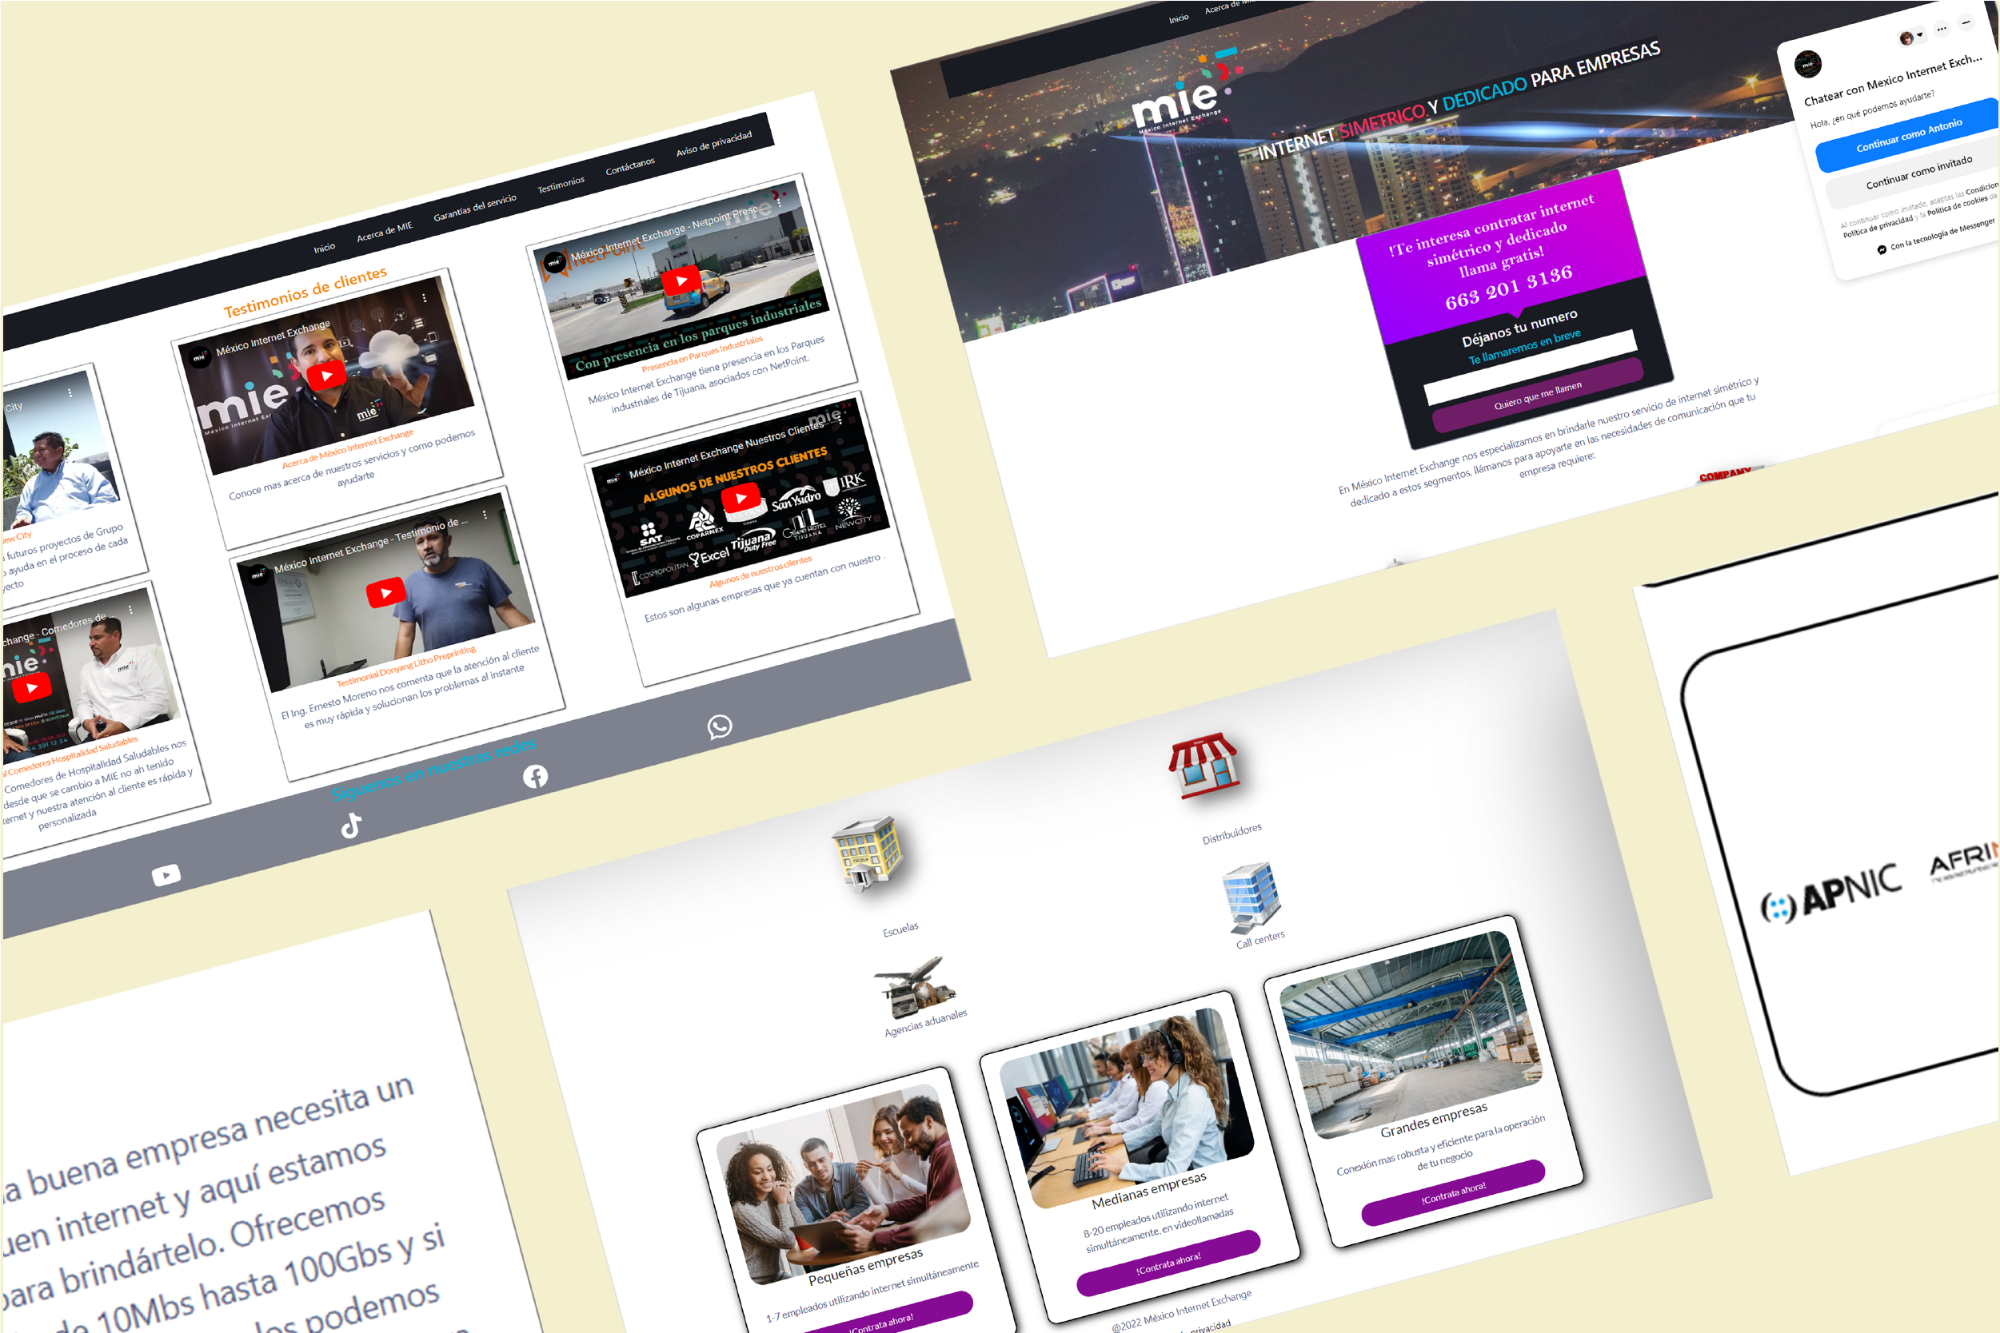 Inicio
Acerca de MIE
Garantías del servicio
Testimonios
Contáctanos
Aviso de privacidad
Testimonios de clientes
City
New City
futuros proyectos de Grupo
ayuda en el proceso de cada
yecto
México Internet Exchange
mie
México Internet
mie
Acerca de México Internet Exchange
Conoce mas acerca de nuestros servicios y como podemos
ayudarte
México Internet Exchange - Netpoint Prese
NetPoint
mie
Con presencia en los parques industriales
Presencia en Parques Industriales
México Internet Exchange tiene presencia en los Parques
industriales de Tijuana, asociados con NetPoint.
change - Comedores de ...
mie
mie
Comedores Hospitalidad Saludables
Comedores de Hospitalidad Saludables nos
desde que se cambio a MIE no ah tenido
ternet y nuestra atención al cliente es rápida y
personalizada
México Internet Exchange - Testimonio de ...
mie
Testimonial Donyang Litho Preprinting
El Ing. Ernesto Moreno nos comenta que la atención al cliente
es muy rápida y solucionan los problemas al instante
México Internet Exchange Nuestros Clientes
mie
ALGUNOS DE NUESTROS CLIENTES
SAT
COPARMEX
San Ysidro
IRK
COSMOPOLITAN
Excel
Tijuana
Duty Free
GRAND HOTEL
TIJUANA
NEWCITY
Algunos de nuestros clientes
Estos son algunas empresas que ya cuentan con nuestro .
Síguenos en nuestras redes
Inicio
Acerca de MIE
mie
México Internet Exchange
INTERNET SIMETRICO Y DEDICADO PARA EMPRESAS
!Te interesa contratar internet
simétrico y dedicado
llama gratis!
663 201 3136
Déjanos tu numero
Te llamaremos en breve
Quiero que me llamen
En México Internet Exchange nos especializamos en brindarle nuestro servicio de internet simétrico y
dedicado a estos segmentos, llámanos para apoyarte en las necesidades de comunicación que tu
empresa requiere:
COMPANY
mie
Chatear con Mexico Internet Exch...
Hola, ¿en qué podemos ayudarte?
Continuar como Antonio
Continuar como invitado
Al continuar como invitado, aceptas las Condicion
Política de privacidad y la Política de cookies de
Con la tecnología de Messenger
a buena empresa necesita un
uen internet y aquí estamos
para brindártelo. Ofrecemos
de 10Mbs hasta 100Gbs y si
los podemos
Escuelas
Distribuidores
Agencias aduanales
Call centers
Pequeñas empresas
1-7 empleados utilizando internet simultáneamente
!Contrata ahora!
Medianas empresas
8-20 empleados utilizando internet
simultáneamente, en videollamadas
!Contrata ahora!
Grandes empresas
Conexión mas robusta y eficiente para la operación
de tu negocio
!Contrata ahora!
@2022 México Internet Exchange
privacidad
APNIC
AFRIN